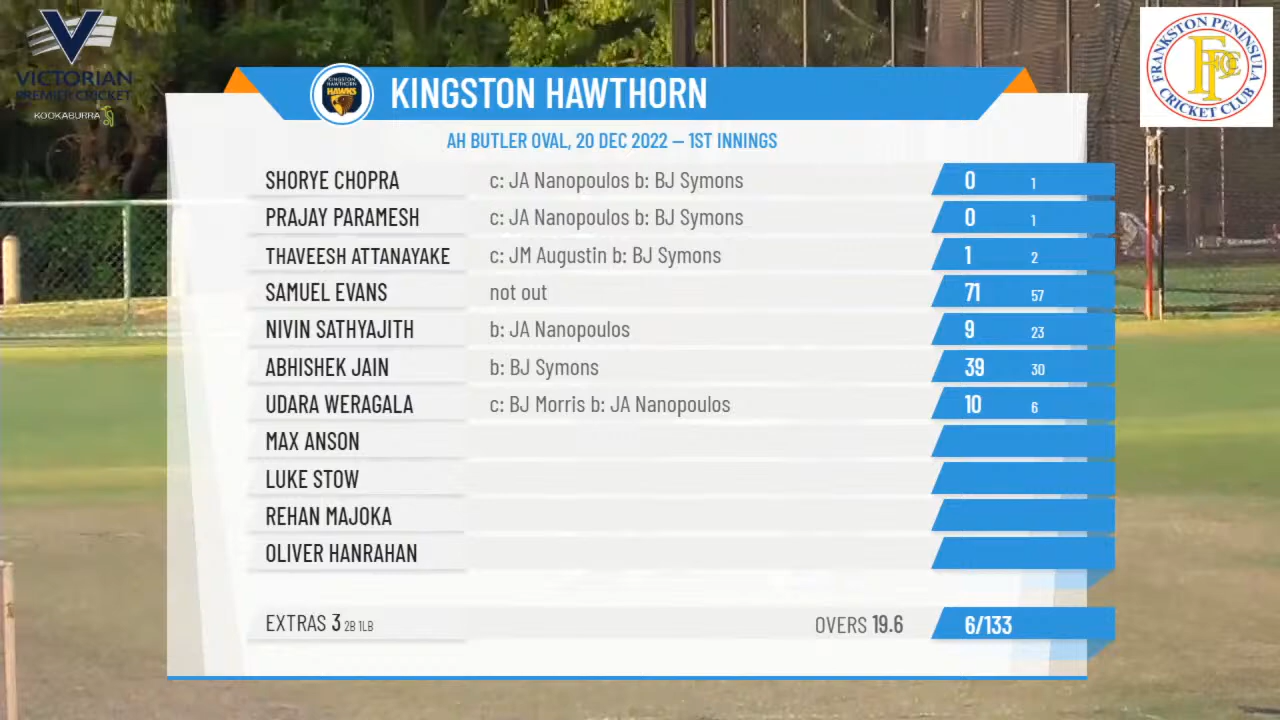 VICTORIAN
PREMIER CRICKET
KOOKABURRA
KINGSTON HAWTHORN HAWKS
KINGSTON HAWTHORN
FRANKSTON PENINSULA CRICKET CLUB
FPCC
AH BUTLER OVAL, 20 DEC 2022 – 1ST INNINGS
SHORYE CHOPRA c: JA Nanopoulos b: BJ Symons 0 1
PRAJAY PARAMESH c: JA Nanopoulos b: BJ Symons 0 1
THAVEESH ATTANAYAKE c: JM Augustin b: BJ Symons 1 2
SAMUEL EVANS not out 71 57
NIVIN SATHYAJITH b: JA Nanopoulos 9 23
ABHISHEK JAIN b: BJ Symons 39 30
UDARA WERAGALA c: BJ Morris b: JA Nanopoulos 10 6
MAX ANSON
LUKE STOW
REHAN MAJOKA
OLIVER HANRAHAN
EXTRAS 3 2B 1LB OVERS 19.6 6/133